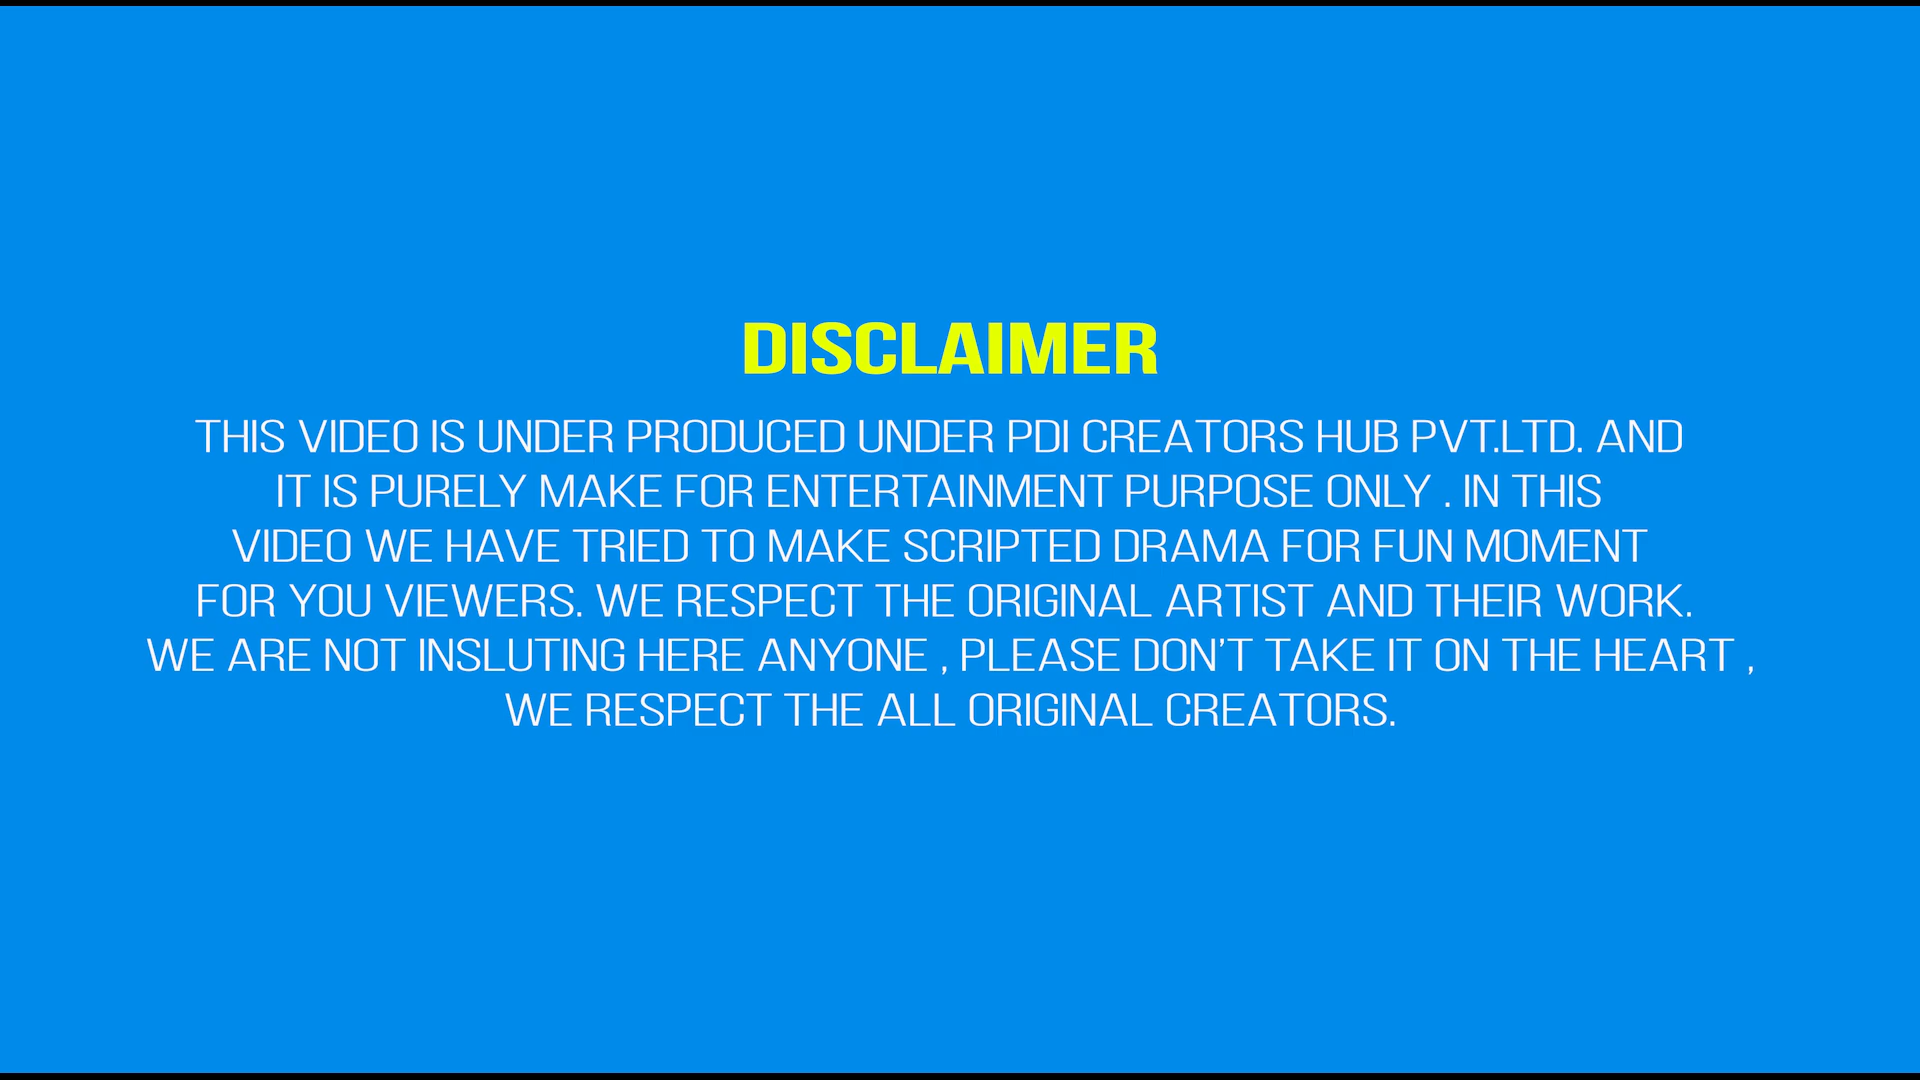 DISCLAIMER
THIS VIDEO IS UNDER PRODUCED UNDER PDI CREATORS HUB PVT.LTD. AND
IT IS PURELY MAKE FOR ENTERTAINMENT PURPOSE ONLY . IN THIS
VIDEO WE HAVE TRIED TO MAKE SCRIPTED DRAMA FOR FUN MOMENT
FOR YOU VIEWERS. WE RESPECT THE ORIGINAL ARTIST AND THEIR WORK.
WE ARE NOT INSLUTING HERE ANYONE , PLEASE DON'T TAKE IT ON THE HEART ,
WE RESPECT THE ALL ORIGINAL CREATORS.